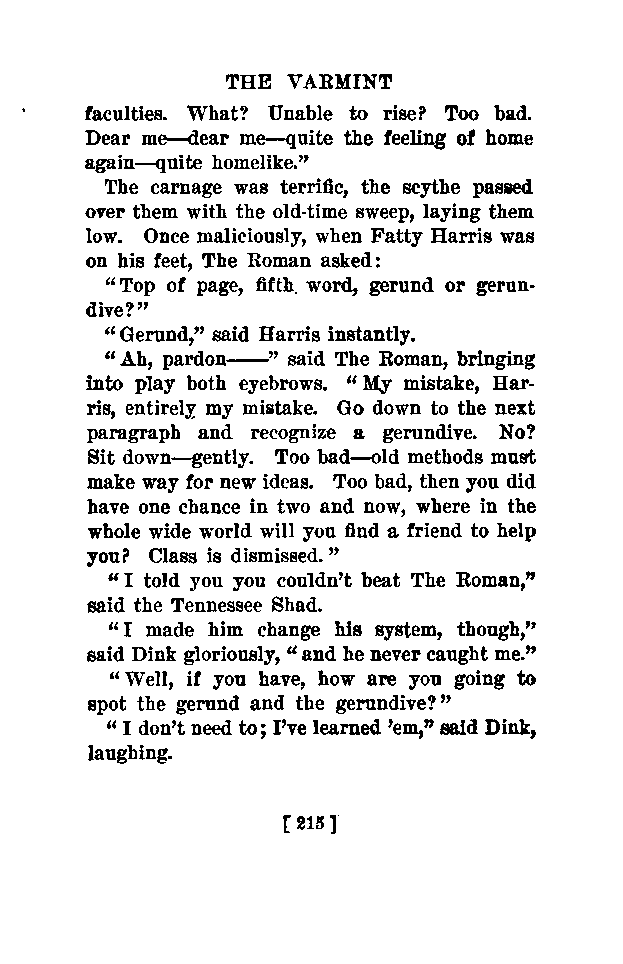 THE VARMINT
faculties. What? Unable to rise? Too bad.
Dear me—dear me—quite the feeling of home
again—quite homelike.”
The carnage was terrific, the scythe passed
over them with the old-time sweep, laying them
low. Once maliciously, when Fatty Harris was
on his feet, The Roman asked:
“Top of page, fifth word, gerund or gerun-
dive?”
“Gerund,” said Harris instantly.
“Ah, pardon——” said The Roman, bringing
into play both eyebrows. “My mistake, Har-
ris, entirely my mistake. Go down to the next
paragraph and recognize a gerundive. No?
Sit down—gently. Too bad—old methods must
make way for new ideas. Too bad, then you did
have one chance in two and now, where in the
whole wide world will you find a friend to help
you? Class is dismissed.”
“I told you you couldn’t beat The Roman,”
said the Tennessee Shad.
“I made him change his system, though,”
said Dink gloriously, “and he never caught me.”
“Well, if you have, how are you going to
spot the gerund and the gerundive?”
“I don’t need to; I’ve learned ’em,” said Dink,
laughing.
[ 215 ]